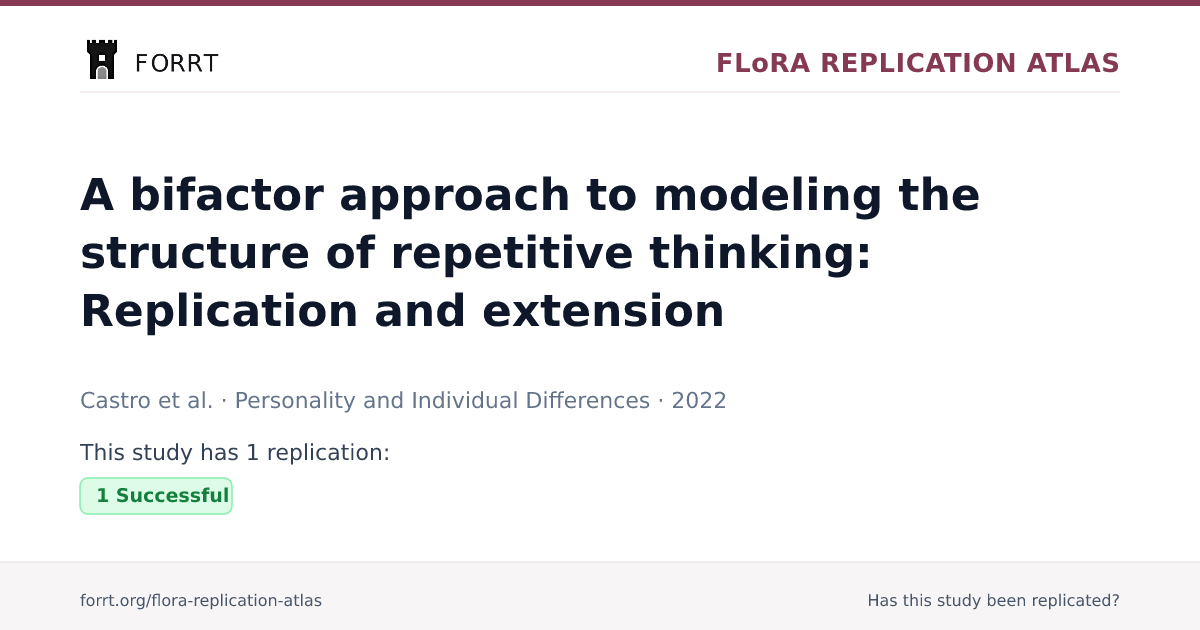 FORRT
FLoRA REPLICATION ATLAS
A bifactor approach to modeling the
structure of repetitive thinking:
Replication and extension
Castro et al. · Personality and Individual Differences · 2022
This study has 1 replication:
1 Successful
forrt.org/flora-replication-atlas
Has this study been replicated?